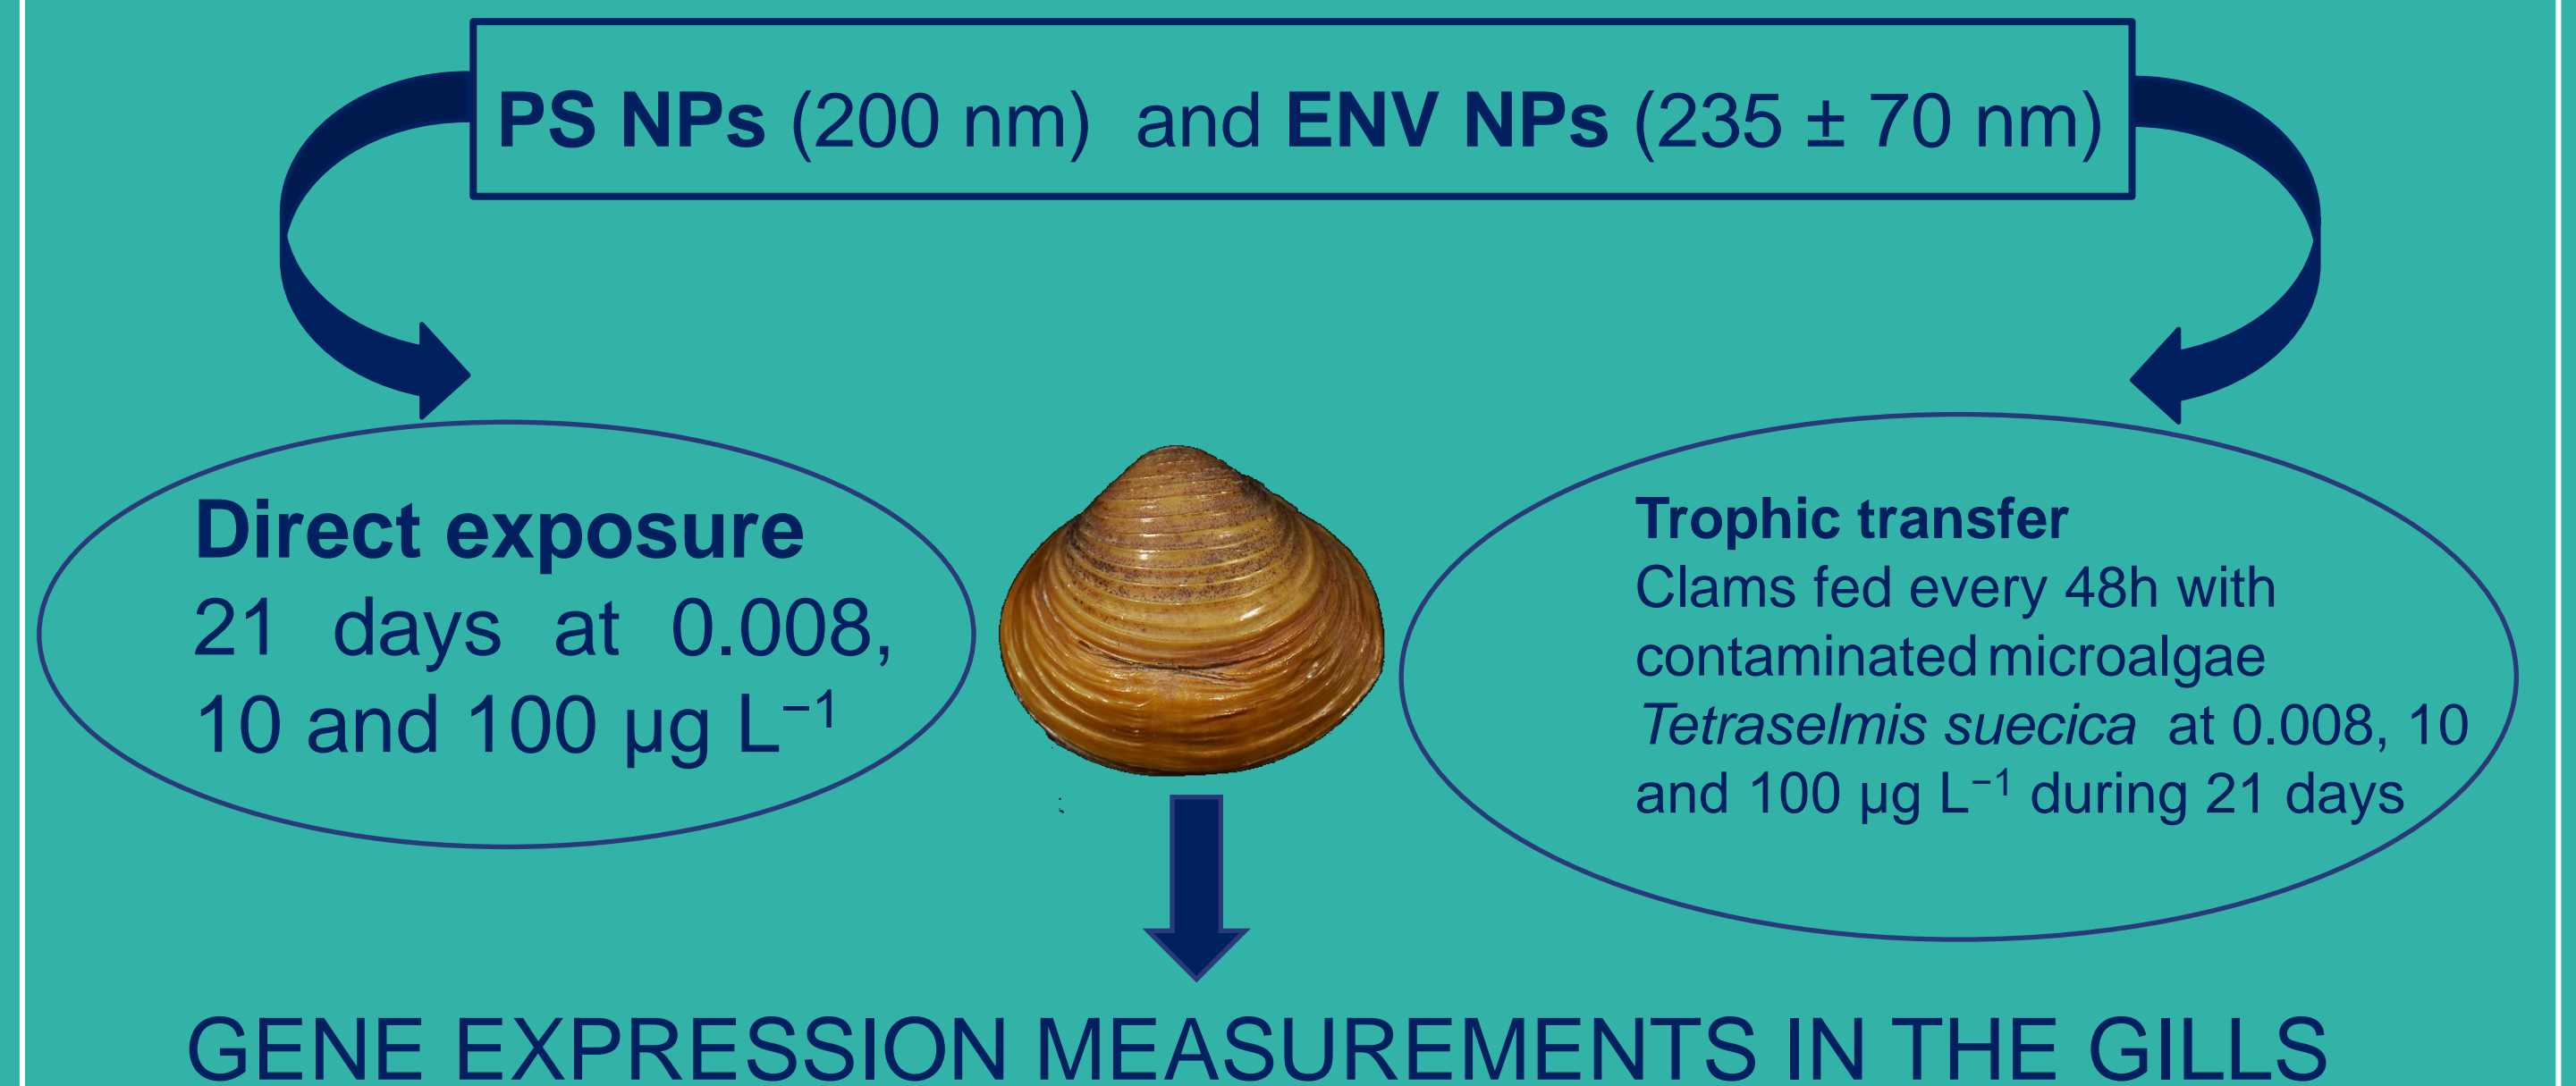 PS NPs (200 nm) and ENV NPs (235 ± 70 nm)
Direct exposure
21 days at 0.008,
10 and 100 µg L⁻¹
Trophic transfer
Clams fed every 48h with
contaminated microalgae
Tetraselmis suecica at 0.008, 10
and 100 µg L⁻¹ during 21 days
GENE EXPRESSION MEASUREMENTS IN THE GILLS